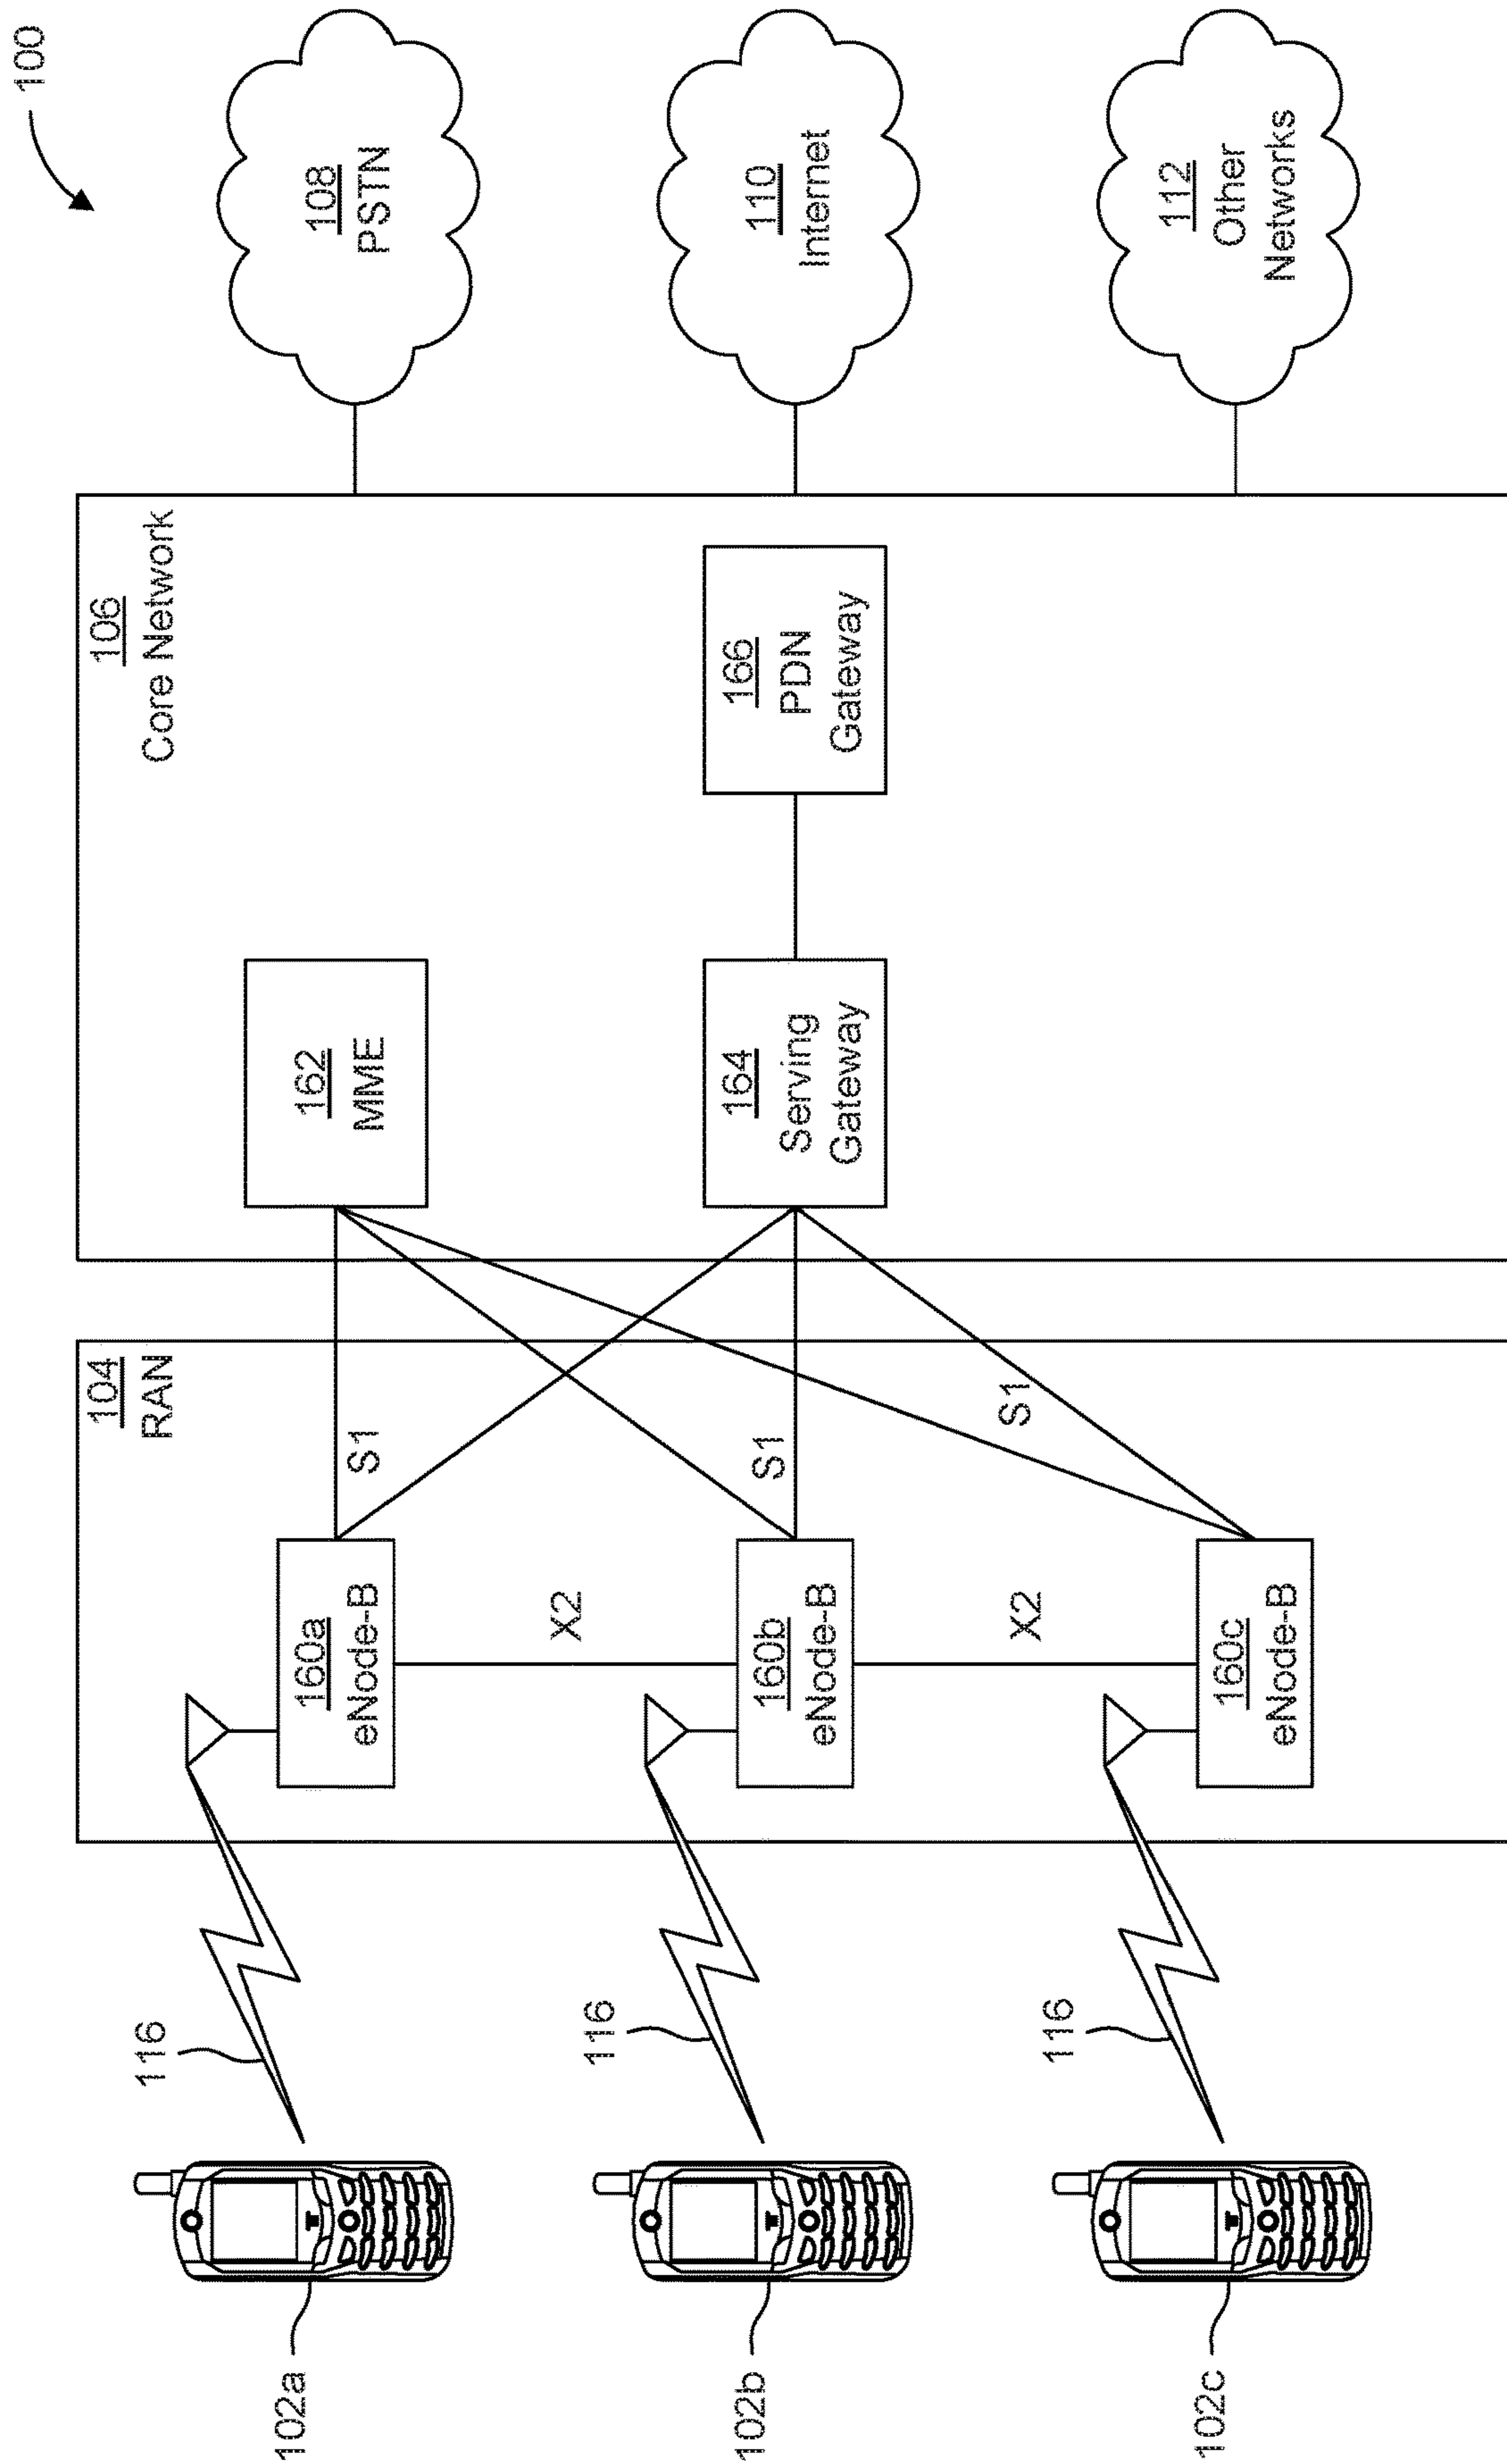 100
102a
102b
102c
116
116
116
104
RAN
160a
eNode-B
160b
eNode-B
160c
eNode-B
X2
X2
S1
S1
S1
106
Core Network
162
MME
164
Serving
Gateway
166
PDN
Gateway
108
PSTN
110
Internet
112
Other
Networks